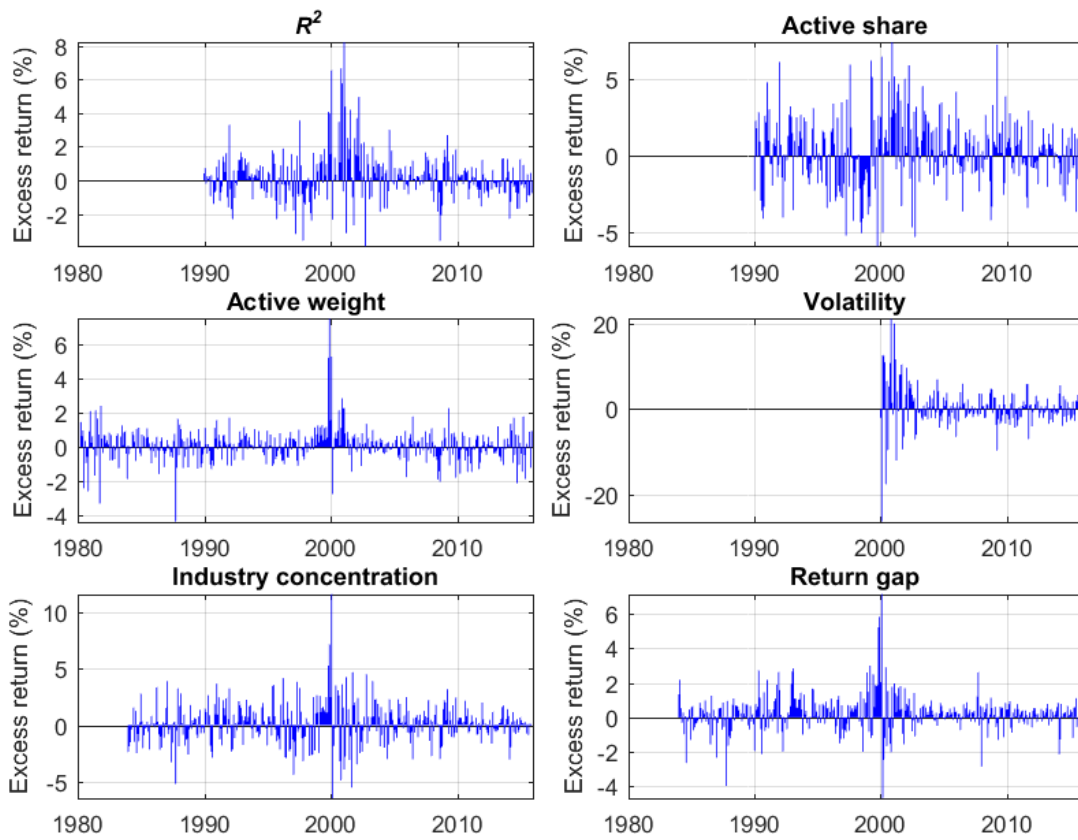 R²
Excess return (%)
8
6
4
2
0
-2
1980 1990 2000 2010
Active share
Excess return (%)
5
0
-5
1980 1990 2000 2010
Active weight
Excess return (%)
6
4
2
0
-2
-4
1980 1990 2000 2010
Volatility
Excess return (%)
20
0
-20
1980 1990 2000 2010
Industry concentration
Excess return (%)
10
5
0
-5
1980 1990 2000 2010
Return gap
Excess return (%)
6
4
2
0
-2
-4
1980 1990 2000 2010